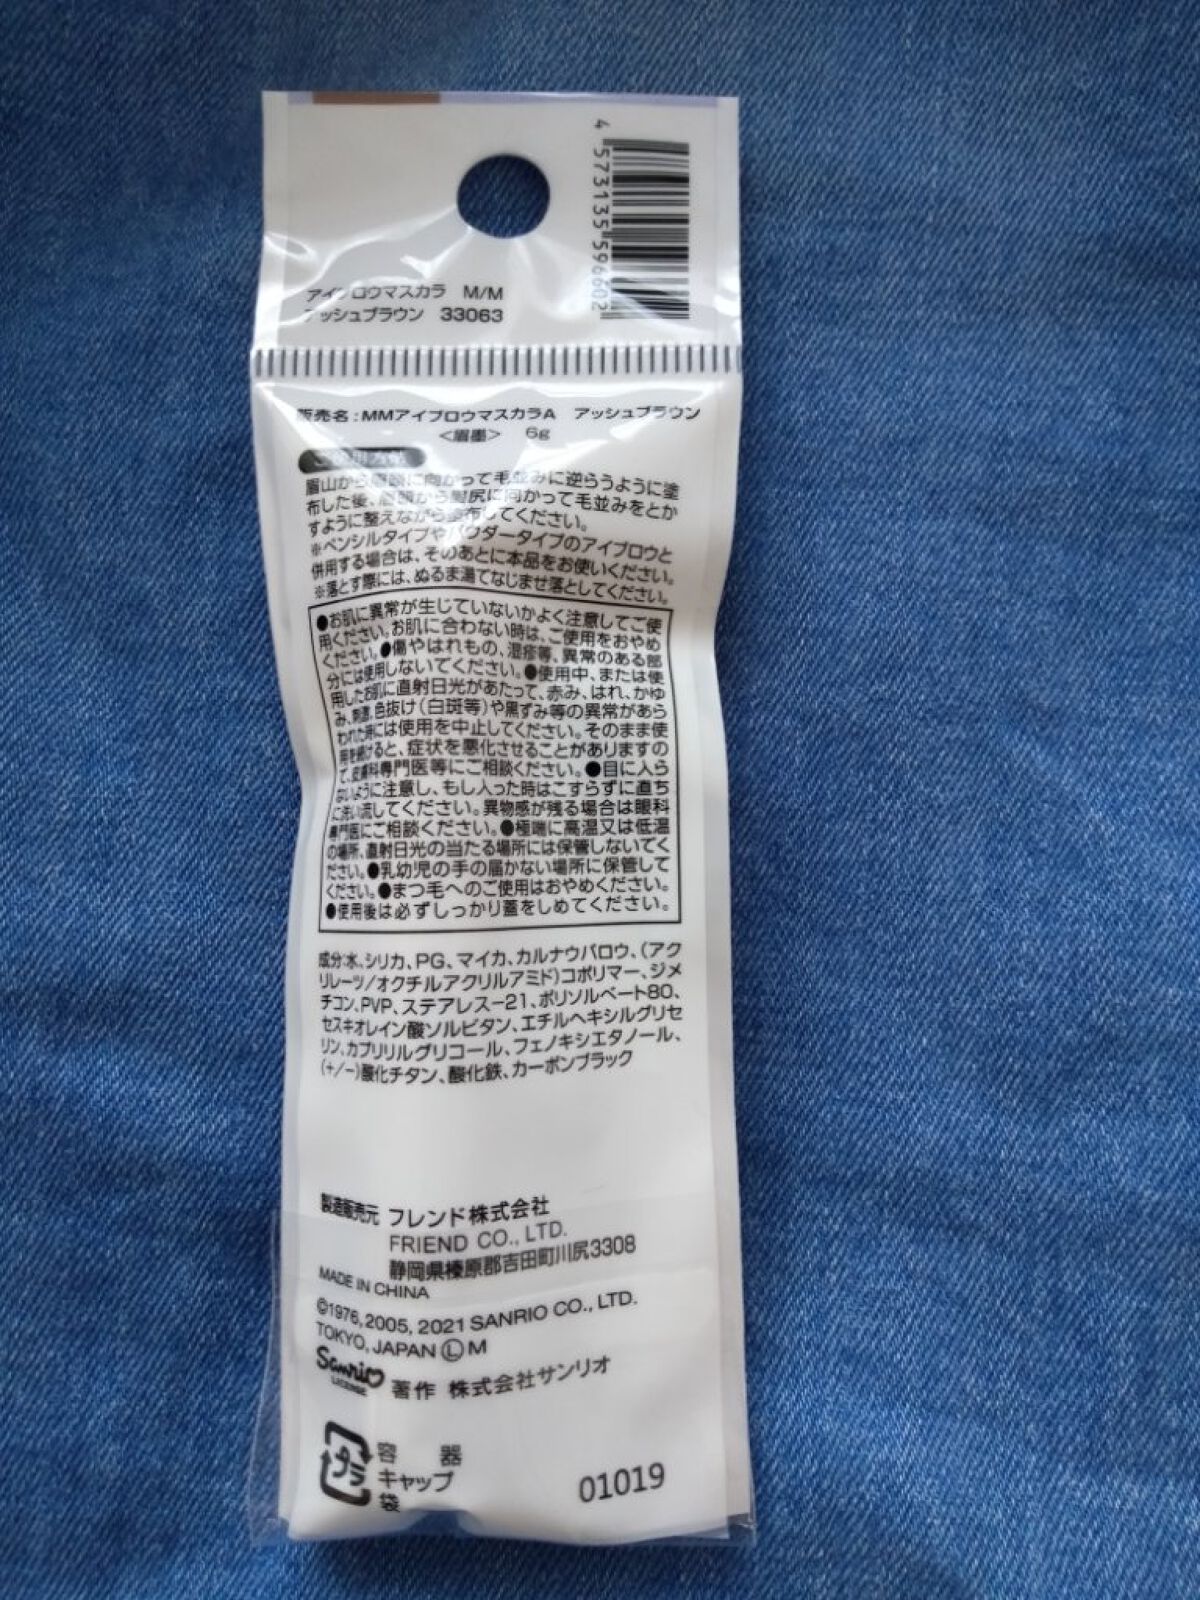 4 573135 596602
アイブロウマスカラ M/M
アッシュブラウン 33063
販売名:MMアイブロウマスカラA アッシュブラウン
<眉墨> 6g
ご使用方法
眉山から眉頭に向かって毛並みに逆らうように塗
布した後、眉頭から眉尻に向かって毛並みをとか
すように整えながら塗布してください。
※ペンシルタイプやパウダータイプのアイブロウと
併用する場合は、そのあとに本品をお使いください。
※落とす際には、ぬるま湯でなじませ落としてください。
●お肌に異常が生じていないかよく注意してご使
用ください。お肌に合わない時は、ご使用をおやめ
ください。●傷やはれもの、湿疹等、異常のある部
分には使用しないでください。●使用中、または使
用したお肌に直射日光があたって、赤み、はれ、かゆ
み、刺激、色抜け(白斑等)や黒ずみ等の異常があら
われた時には使用を中止してください。そのまま使
用を続けると、症状を悪化させることがありますの
で、皮膚科専門医等にご相談ください。●目に入ら
ないように注意し、もし入った時はこすらずに直ち
に洗い流してください。異物感が残る場合は眼科
専門医にご相談ください。●極端に高温又は低温
の場所、直射日光の当たる場所には保管しないでく
ださい。●乳幼児の手の届かない場所に保管して
ください。●まつ毛へのご使用はおやめください。
●使用後は必ずしっかり蓋をしめてください。
成分:水、シリカ、PG、マイカ、カルナウバロウ、(アク
リレーツ/オクチルアクリルアミド)コポリマー、ジメ
チコン、PVP、ステアレス-21、ポリソルベート80、
セスキオレイン酸ソルビタン、エチルヘキシルグリセ
リン、カプリリルグリコール、フェノキシエタノール、
(+/-)酸化チタン、酸化鉄、カーボンブラック
製造販売元 フレンド株式会社
FRIEND CO., LTD.
静岡県榛原郡吉田町川尻3308
MADE IN CHINA
©1976, 2005, 2021 SANRIO CO., LTD.
TOKYO, JAPAN Ⓛ M
Sanrio
LICENSE
著作 株式会社サンリオ
プラ
容 器
キャップ
袋
01019